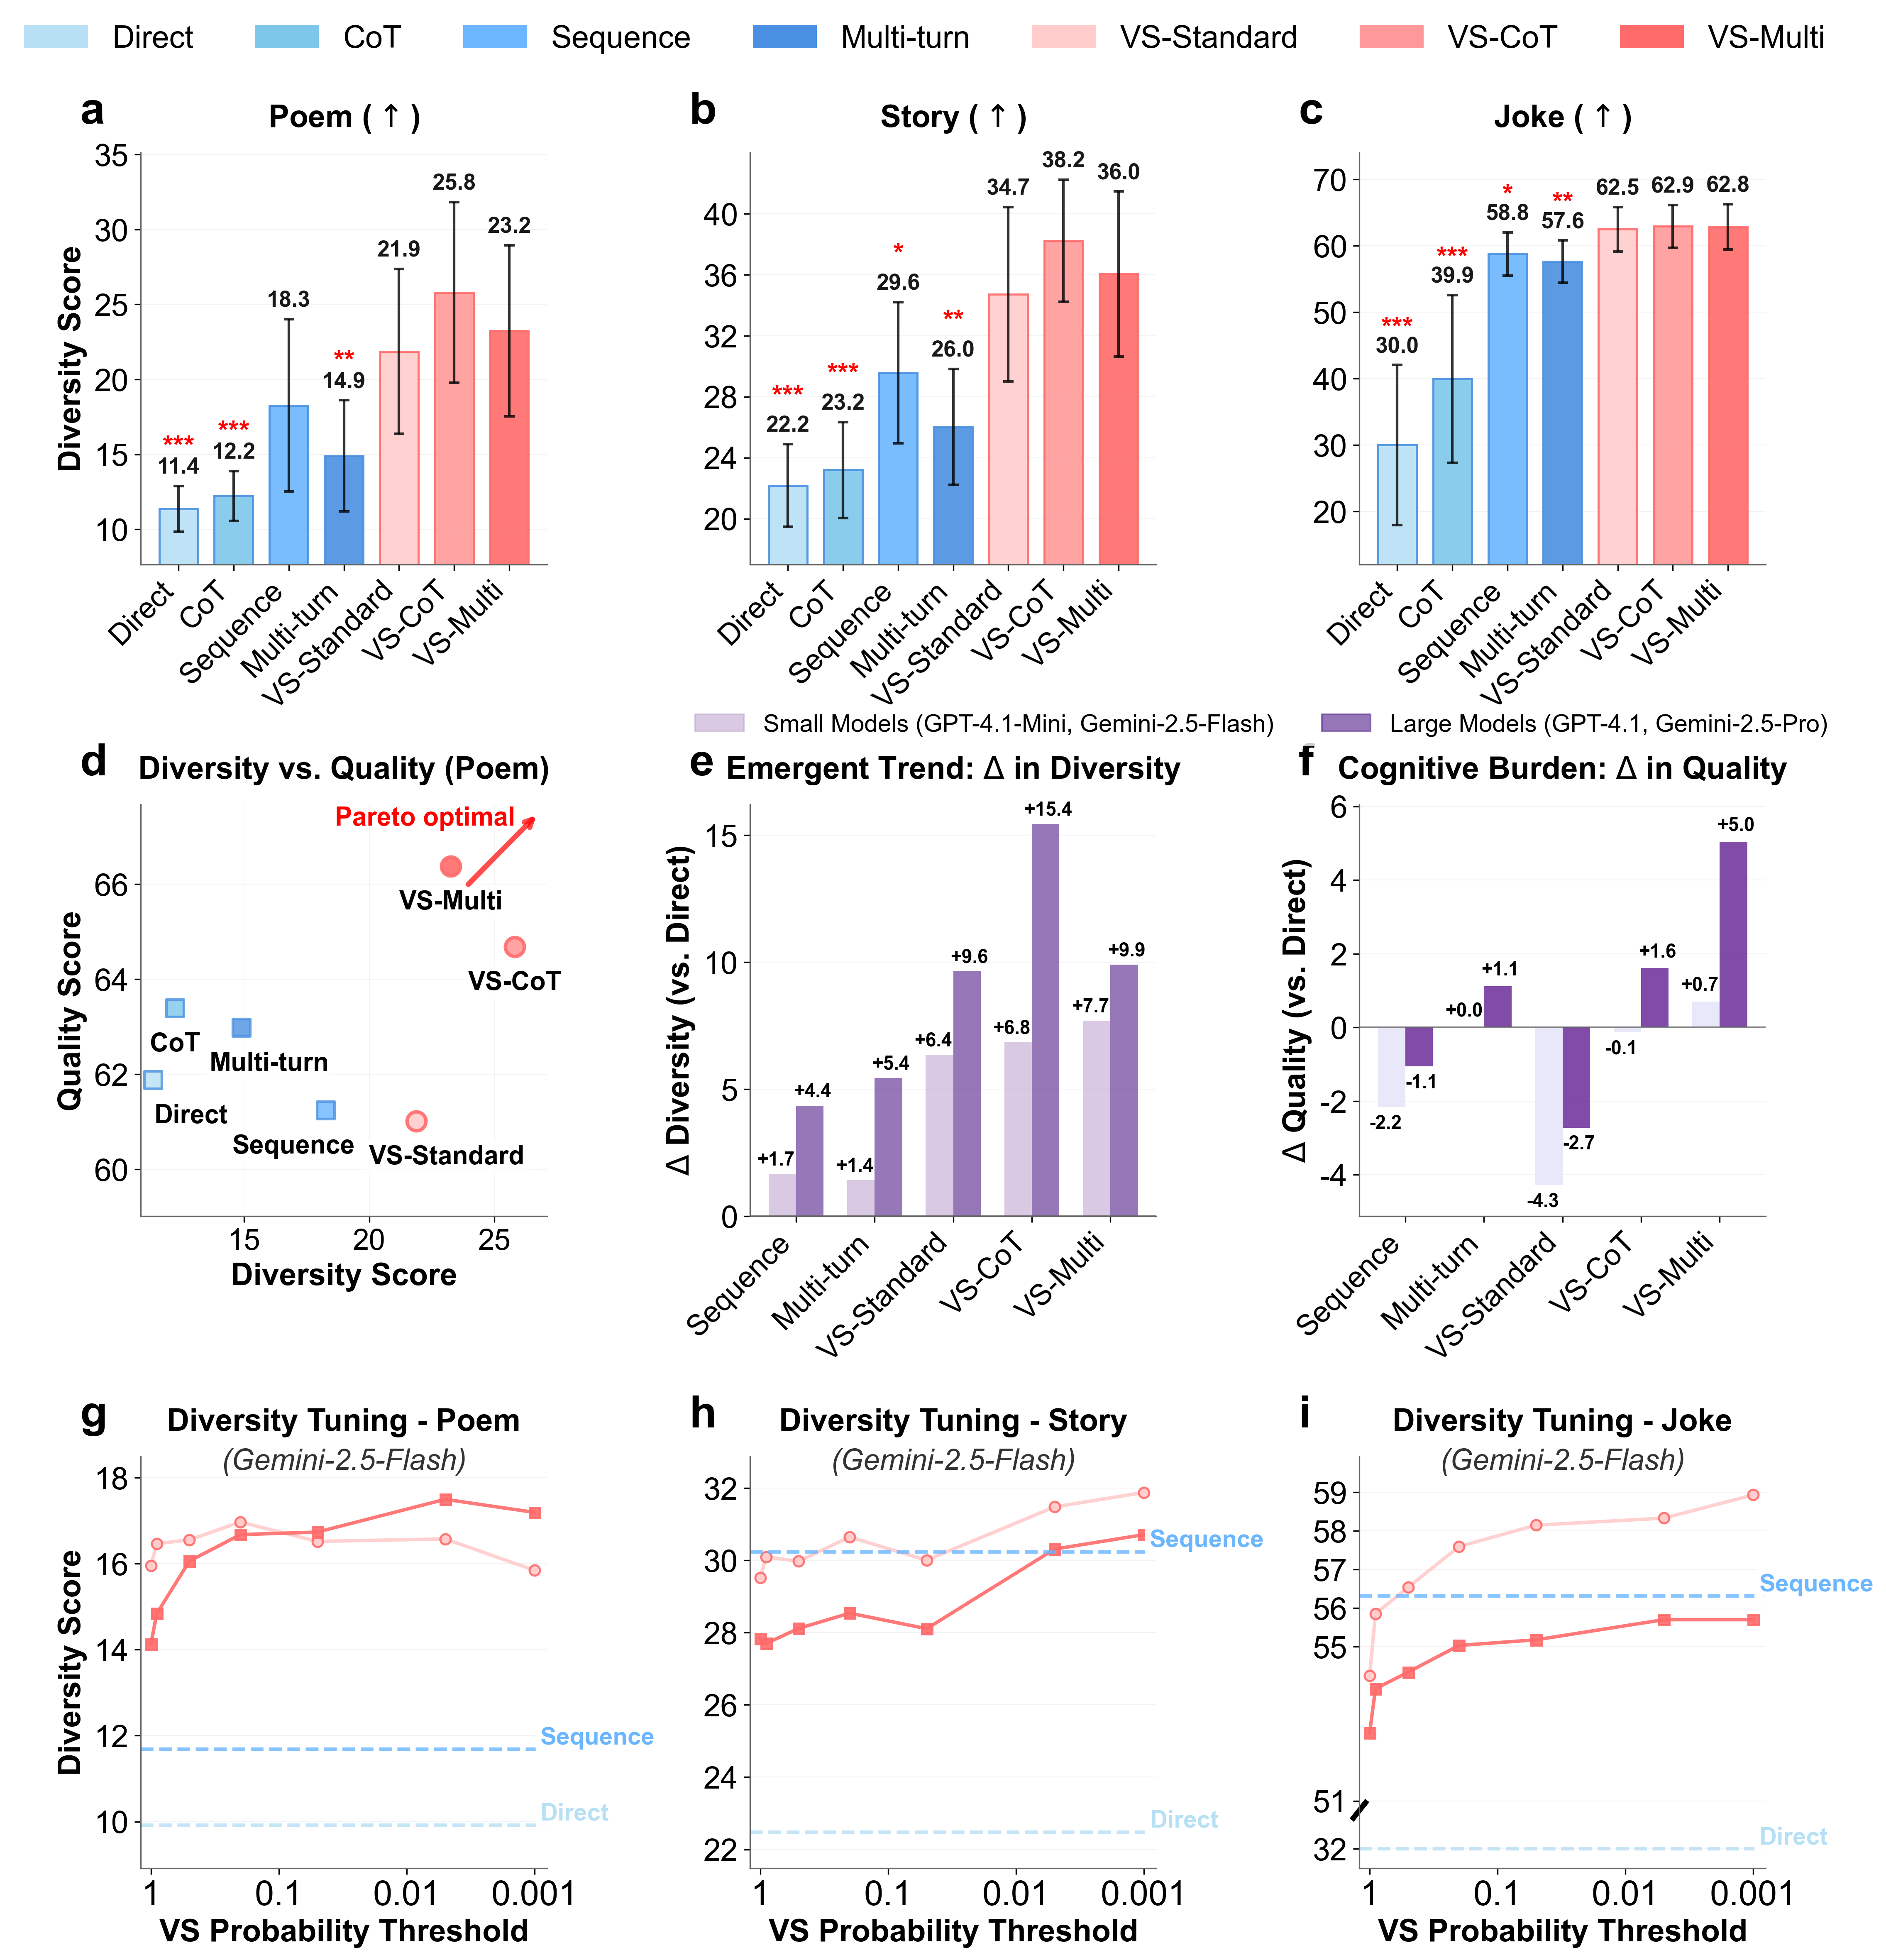 Direct CoT Sequence Multi-turn VS-Standard VS-CoT VS-Multi
a Poem ( ↑ )
Diversity Score
35
30
25
20
15
10
*** 11.4
*** 12.2
18.3
** 14.9
21.9
25.8
23.2
Direct CoT Sequence Multi-turn VS-Standard VS-CoT VS-Multi
b Story ( ↑ )
40
36
32
28
24
20
*** 22.2
*** 23.2
* 29.6
** 26.0
34.7
38.2
36.0
Direct CoT Sequence Multi-turn VS-Standard VS-CoT VS-Multi
c Joke ( ↑ )
70
60
50
40
30
20
*** 30.0
*** 39.9
* 58.8
** 57.6
62.5
62.9
62.8
Direct CoT Sequence Multi-turn VS-Standard VS-CoT VS-Multi
Small Models (GPT-4.1-Mini, Gemini-2.5-Flash) Large Models (GPT-4.1, Gemini-2.5-Pro)
d Diversity vs. Quality (Poem)
Quality Score
66
64
62
60
Pareto optimal
VS-Multi
VS-CoT
CoT
Multi-turn
Direct
Sequence
VS-Standard
15 20 25
Diversity Score
e Emergent Trend: Δ in Diversity
Δ Diversity (vs. Direct)
15
10
5
0
+1.7 +4.4
+1.4 +5.4
+6.4 +9.6
+6.8 +15.4
+7.7 +9.9
Sequence Multi-turn VS-Standard VS-CoT VS-Multi
f Cognitive Burden: Δ in Quality
Δ Quality (vs. Direct)
6
4
2
0
-2
-4
-2.2 -1.1
+0.0 +1.1
-4.3 -2.7
-0.1 +1.6
+0.7 +5.0
Sequence Multi-turn VS-Standard VS-CoT VS-Multi
g Diversity Tuning - Poem
(Gemini-2.5-Flash)
Diversity Score
18
16
14
12
10
Sequence
Direct
1 0.1 0.01 0.001
VS Probability Threshold
h Diversity Tuning - Story
(Gemini-2.5-Flash)
32
30
28
26
24
22
Sequence
Direct
1 0.1 0.01 0.001
VS Probability Threshold
i Diversity Tuning - Joke
(Gemini-2.5-Flash)
59
58
57
56
55
51
32
Sequence
Direct
1 0.1 0.01 0.001
VS Probability Threshold